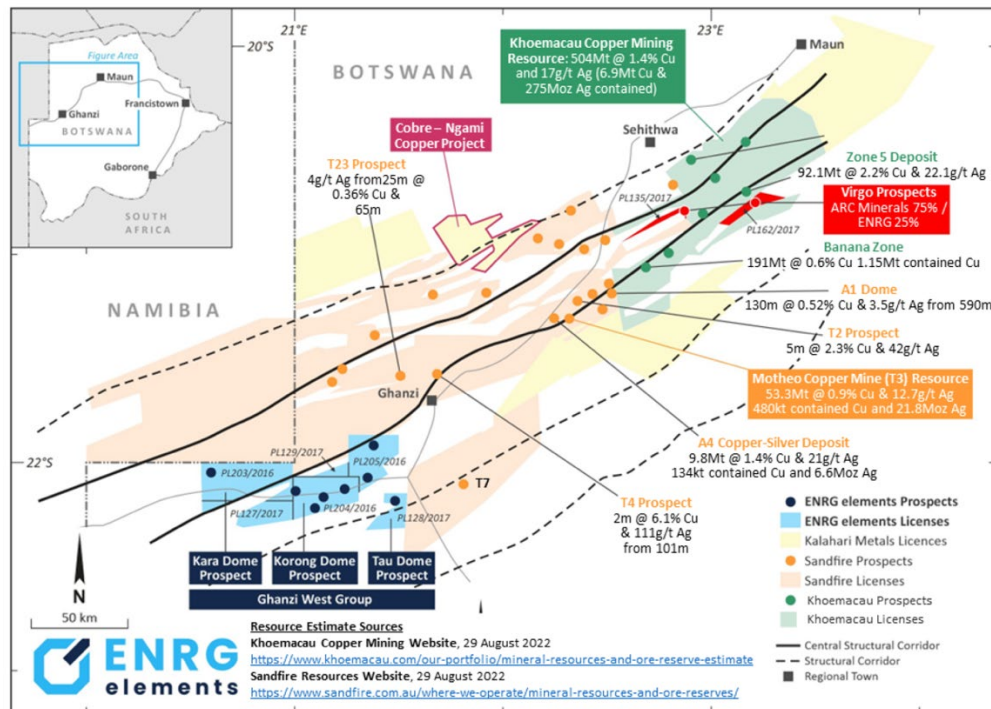 21°E
23°E
20°S
22°S
Figure Area
Maun
Francistown
Ghanzi
BOTSWANA
Gaborone
SOUTH
AFRICA
BOTSWANA
NAMIBIA
Khoemacau Copper Mining
Resource: 504Mt @ 1.4% Cu
and 17g/t Ag (6.9Mt Cu &
275Moz Ag contained)
Maun
Sehithwa
Cobre – Ngami
Copper Project
T23 Prospect
4g/t Ag from25m @
0.36% Cu &
65m
Zone 5 Deposit
92.1Mt @ 2.2% Cu & 22.1g/t Ag
PL135/2017
Virgo Prospects
ARC Minerals 75% /
ENRG 25%
PL162/2017
Banana Zone
191Mt @ 0.6% Cu 1.15Mt contained Cu
A1 Dome
130m @ 0.52% Cu & 3.5g/t Ag from 590m
T2 Prospect
5m @ 2.3% Cu & 42g/t Ag
Motheo Copper Mine (T3) Resource
53.3Mt @ 0.9% Cu & 12.7g/t Ag
480kt contained Cu and 21.8Moz Ag
Ghanzi
A4 Copper-Silver Deposit
9.8Mt @ 1.4% Cu & 21g/t Ag
134kt contained Cu and 6.6Moz Ag
T7
T4 Prospect
2m @ 6.1% Cu
& 111g/t Ag
from 101m
PL129/2017
PL203/2016
PL205/2016
PL127/2017
PL204/2016
PL128/2017
Kara Dome
Prospect
Korong Dome
Prospect
Tau Dome
Prospect
Ghanzi West Group
N
50 km
ENRG elements Prospects
ENRG elements Licenses
Kalahari Metals Licences
Sandfire Prospects
Sandfire Licenses
Khoemacau Prospects
Khoemacau Licenses
Central Structural Corridor
Structural Corridor
Regional Town
ENRG
elements
Resource Estimate Sources
Khoemacau Copper Mining Website, 29 August 2022
https://www.khoemacau.com/our-portfolio/mineral-resources-and-ore-reserve-estimate
Sandfire Resources Website, 29 August 2022
https://www.sandfire.com.au/where-we-operate/mineral-resources-and-ore-reserves/